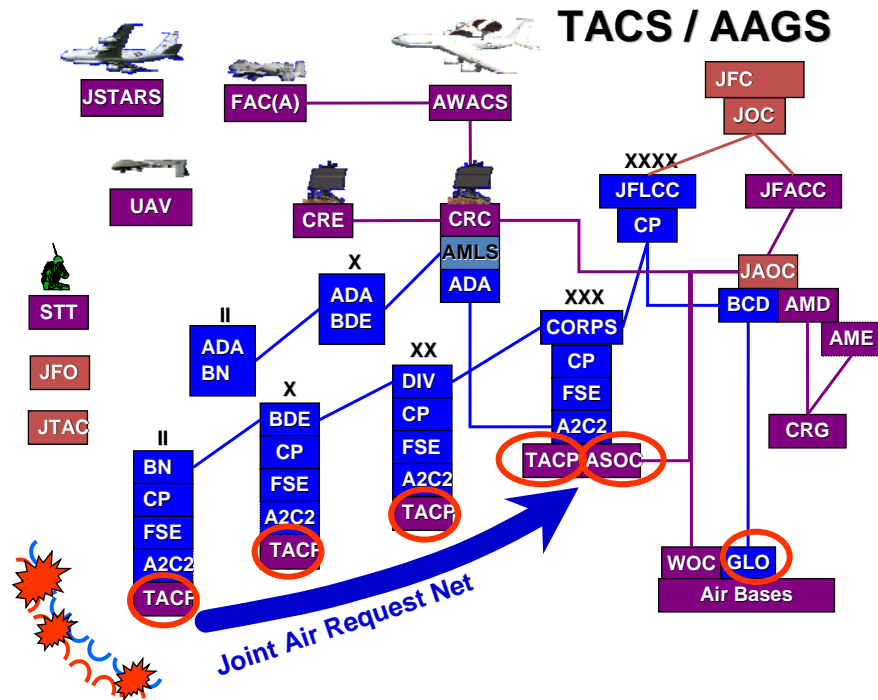 TACS / AAGS
JSTARS
FAC(A)
AWACS
JFC
JOC
XXXX
UAV
CRE
CRC
JFLCC
JFACC
CP
AMLS
X
JAOC
ADA
STT
II
ADA
BDE
XXX
BCD
AMD
CORPS
AME
ADA
BN
XX
JFO
CP
DIV
FSE
X
BDE
CP
A2C2
CRG
JTAC
II
CP
FSE
TACP
ASOC
BN
FSE
A2C2
CP
A2C2
TACP
FSE
TACP
A2C2
WOC
GLO
TACP
Air Bases
Joint Air Request Net